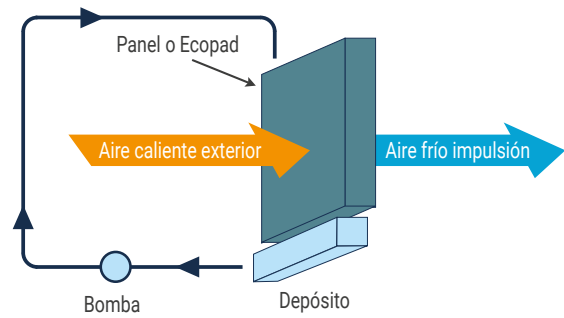 Panel o Ecopad
Aire caliente exterior
Aire frío impulsión
Bomba
Depósito